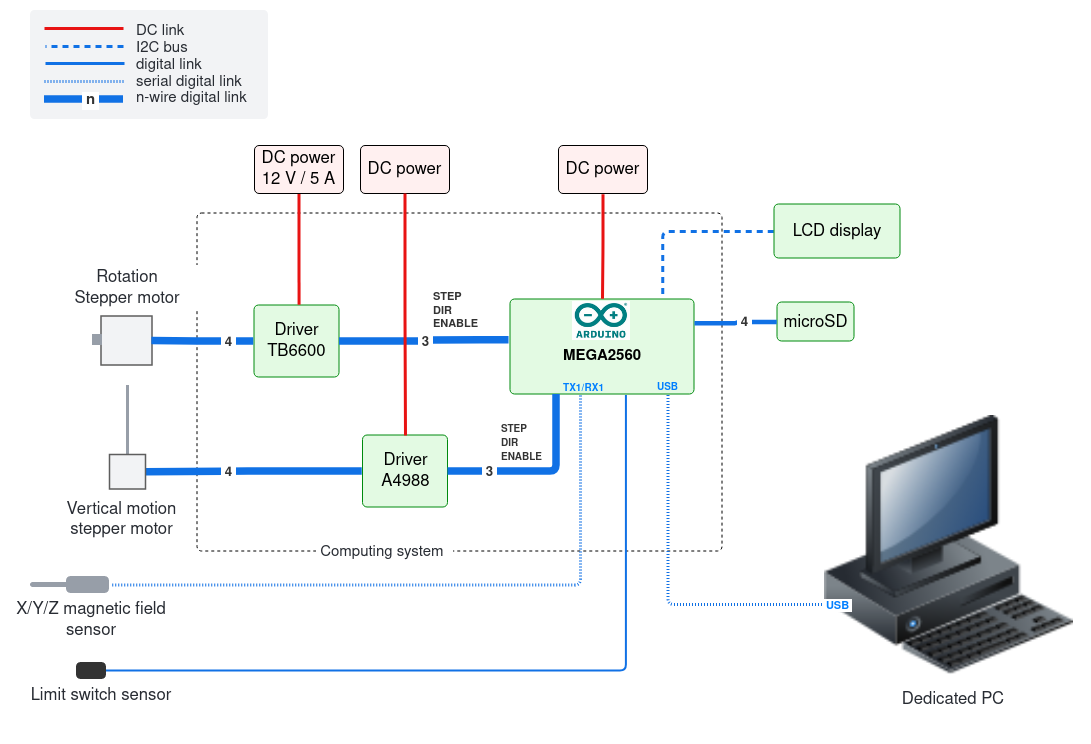 DC link
I2C bus
digital link
serial digital link
n
n-wire digital link
DC power
12 V / 5 A
DC power
DC power
LCD display
Rotation
Stepper motor
STEP
DIR
ENABLE
4
Driver
TB6600
3
ARDUINO
MEGA2560
TX1/RX1
USB
4
microSD
STEP
DIR
ENABLE
4
Driver
A4988
3
Vertical motion
stepper motor
Computing system
X/Y/Z magnetic field
sensor
USB
Limit switch sensor
Dedicated PC